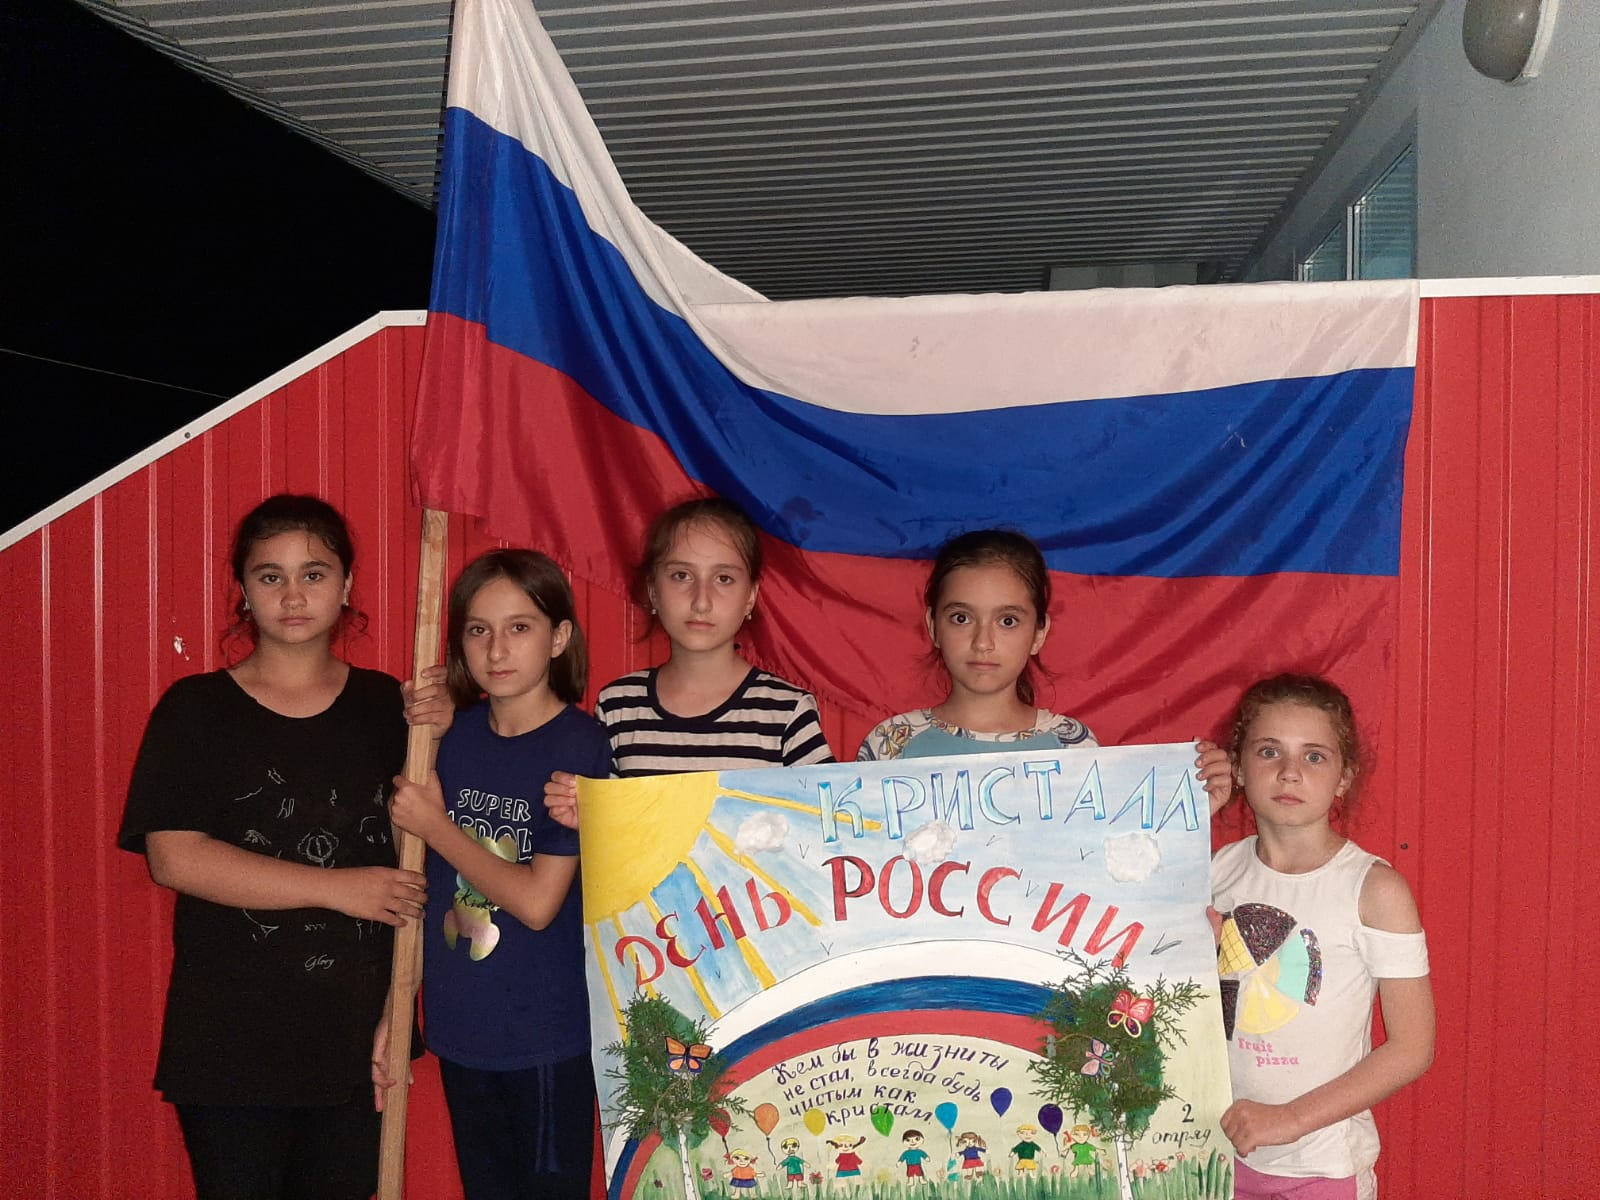 КРИСТАЛЛ
ДЕНЬ РОССИИ
Кем бы в жизни ты
не стал, всегда будь
чистым как
кристалл.
2
отряд
SUPER
Glory
Fruit
pizza